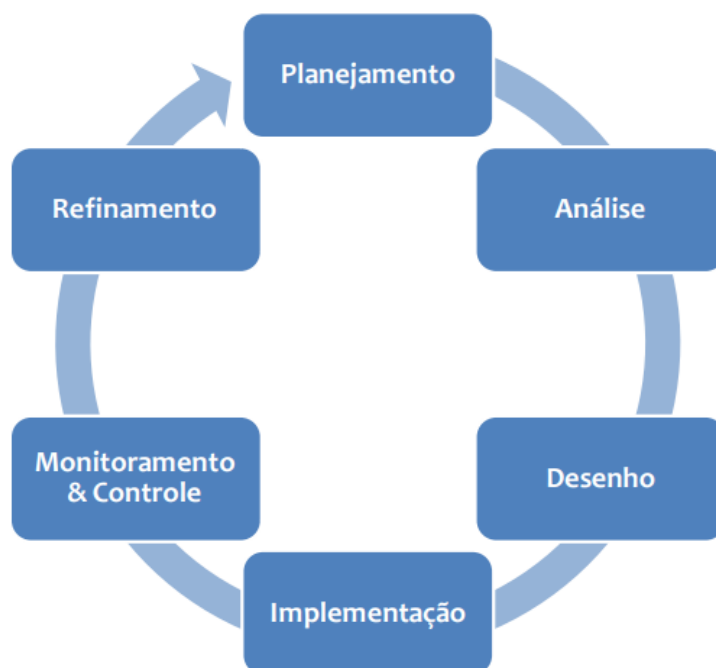 Planejamento
Análise
Desenho
Implementação
Monitoramento
& Controle
Refinamento